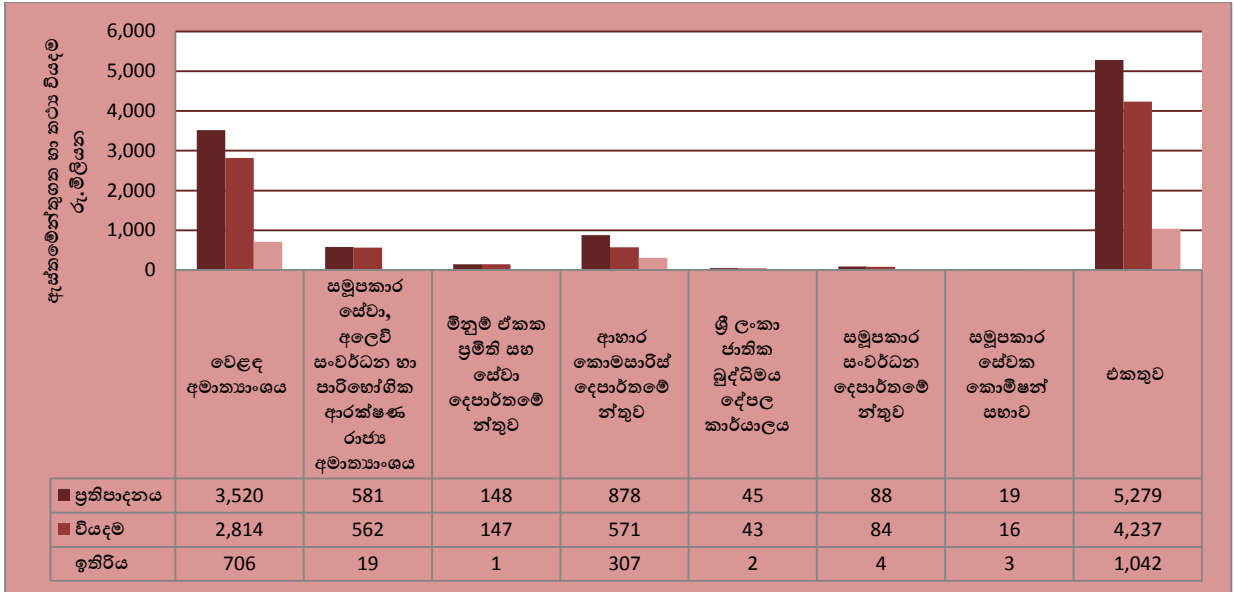 ඇස්තමේන්තුගත හා තථ්‍ය වියදම
රු.මිලියන
6,000
5,000
4,000
3,000
2,000
1,000
0
වෙළඳ
අමාත්‍යාංශය
සමූපකාර
සේවා,
අලෙවි
සංවර්ධන හා
පාරිභෝගික
ආරක්ෂණ
රාජ්‍ය
අමාත්‍යාංශය
මිනුම් ඒකක
ප්‍රමිති සහ
සේවා
දෙපාර්තමේ
න්තුව
ආහාර
කොමසාරිස්
දෙපාර්තමේ
න්තුව
ශ්‍රී ලංකා
ජාතික
බුද්ධිමය
දේපල
කාර්යාලය
සමූපකාර
සංවර්ධන
දෙපාර්තමේ
න්තුව
සමූපකාර
සේවක
කොමිෂන්
සභාව
එකතුව
ප්‍රතිපාදනය 3,520 581 148 878 45 88 19 5,279
වියදම 2,814 562 147 571 43 84 16 4,237
ඉතිරිය 706 19 1 307 2 4 3 1,042